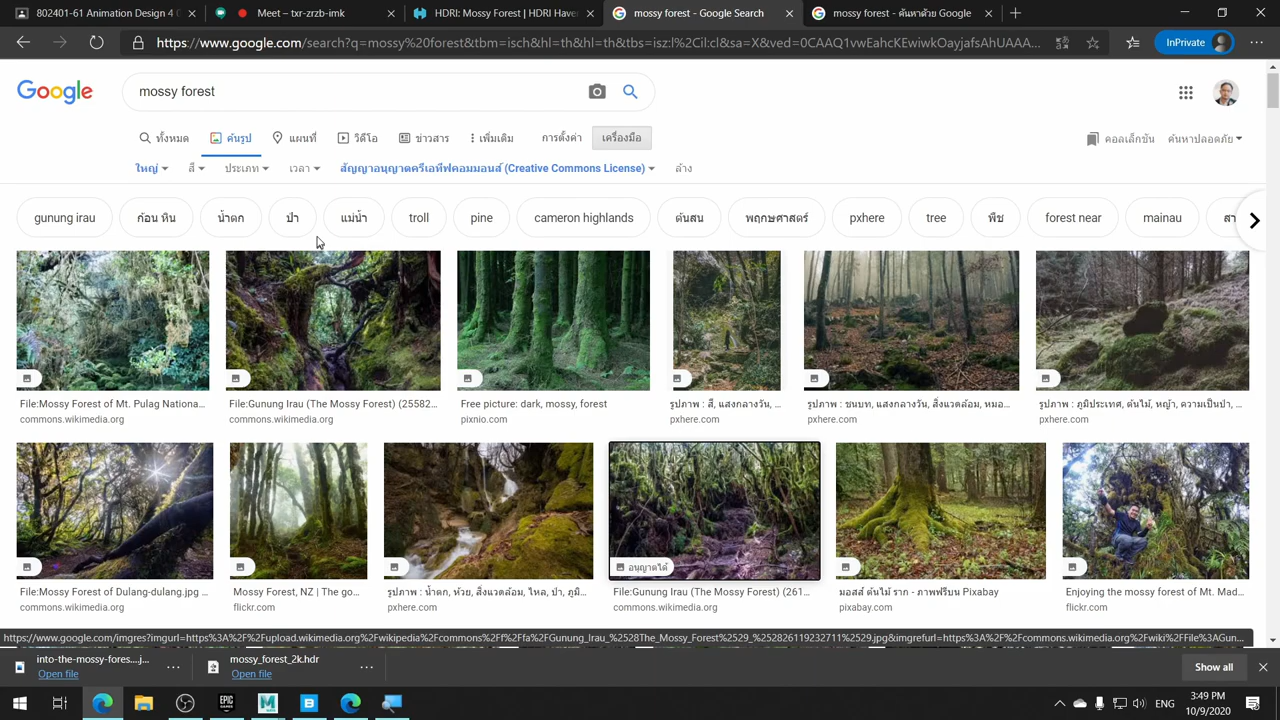 802401-61 Animation Design 4 (
Meet – txr-zrzb-imk
HDRI: Mossy Forest | HDRI Have
mossy forest - Google Search
mossy forest - ค้นหาด้วย Google
https://www.google.com/search?q=mossy%20forest&tbm=isch&hl=th&hl=th&tbs=isz:l%2Cil:cl&sa=X&ved=0CAAQ1vwEahcKEwiwkOayjafsAhUAAA...
InPrivate
Google
mossy forest
ทั้งหมด
ค้นรูป
แผนที่
วิดีโอ
ข่าวสาร
เพิ่มเติม
การตั้งค่า
เครื่องมือ
คอลเล็กชัน
ค้นหาปลอดภัย
ใหญ่
สี
ประเภท
เวลา
สัญญาอนุญาตครีเอทีฟคอมมอนส์ (Creative Commons License)
ล้าง
gunung irau
ก้อน หิน
น้ำตก
ป่า
แม่น้ำ
troll
pine
cameron highlands
ต้นสน
พฤกษศาสตร์
pxhere
tree
พืช
forest near
mainau
สา
File:Mossy Forest of Mt. Pulag Nationa...
commons.wikimedia.org
File:Gunung Irau (The Mossy Forest) (25582...
commons.wikimedia.org
Free picture: dark, mossy, forest
pixnio.com
รูปภาพ : สี, แสงกลางวัน, ...
pxhere.com
รูปภาพ : ชนบท, แสงกลางวัน, สิ่งแวดล้อม, หมอ...
pxhere.com
รูปภาพ : ภูมิประเทศ, ต้นไม้, หญ้า, ความเป็นป่า, ...
pxhere.com
อนุญาตได้
File:Mossy Forest of Dulang-dulang.jpg ...
commons.wikimedia.org
Mossy Forest, NZ | The go...
flickr.com
รูปภาพ : น้ำตก, ห้วย, สิ่งแวดล้อม, ไหล, ป่า, ภูมิ...
pxhere.com
File:Gunung Irau (The Mossy Forest) (261...
commons.wikimedia.org
มอสส์ ต้นไม้ ราก - ภาพฟรีบน Pixabay
pixabay.com
Enjoying the mossy forest of Mt. Mad...
flickr.com
https://www.google.com/imgres?imgurl=https%3A%2F%2Fupload.wikimedia.org%2Fwikipedia%2Fcommons%2Ff%2Ffa%2FGunung_Irau_%2528The_Mossy_Forest%2529_%252826119232711%2529.jpg&imgrefurl=https%3A%2F%2Fcommons.wikimedia.org%2Fwiki%2FFile%3AGun...
into-the-mossy-fores....j...
Open file
mossy_forest_2k.hdr
Open file
Show all
EPIC
GAMES
ENG
3:49 PM
10/9/2020